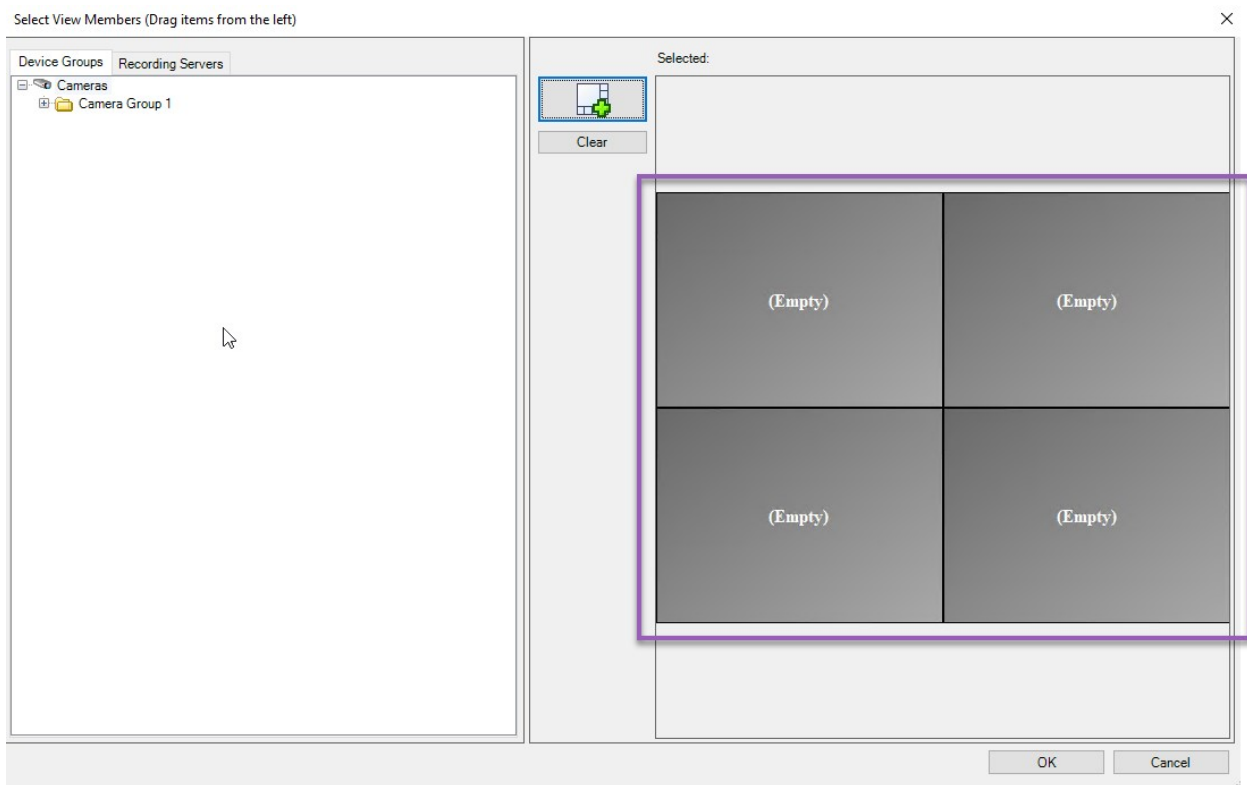 Select View Members (Drag items from the left)
Device Groups
Recording Servers
Cameras
Camera Group 1
Clear
Selected:
(Empty)
(Empty)
(Empty)
(Empty)
OK
Cancel